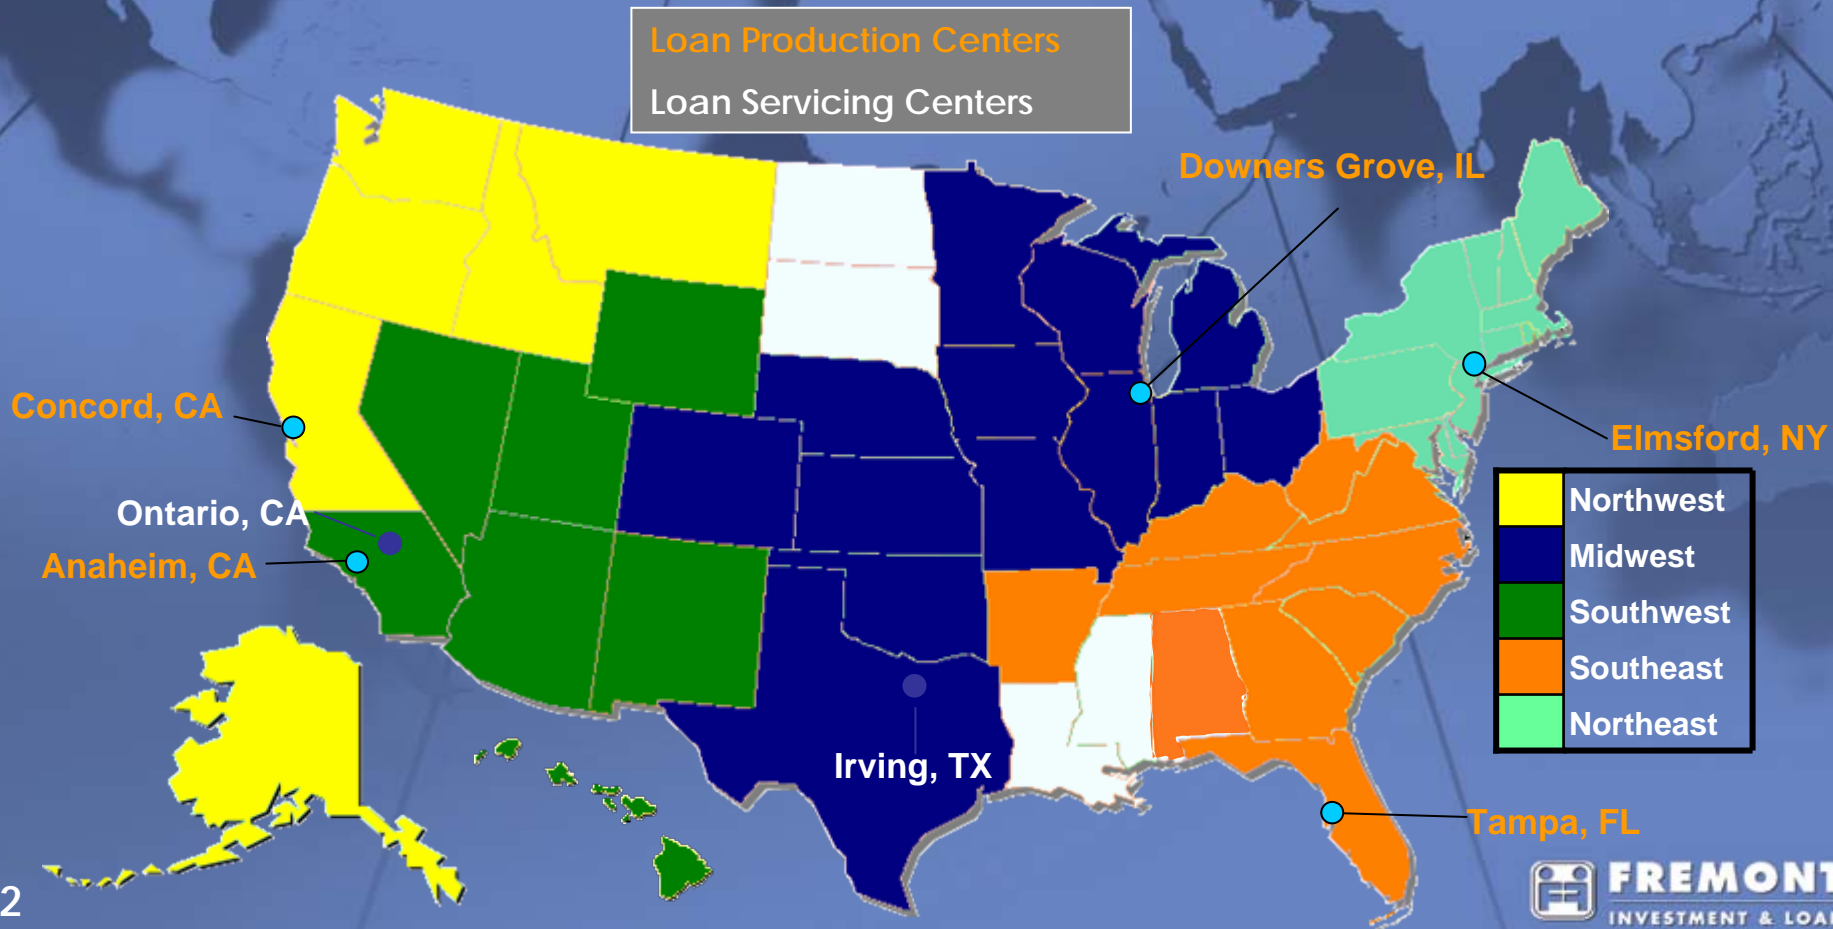 Loan Production Centers
Loan Servicing Centers
Downers Grove, IL
Concord, CA
Elmsford, NY
Ontario, CA
Anaheim, CA
Northwest
Midwest
Southwest
Southeast
Northeast
Irving, TX
Tampa, FL
2
FREMONT
INVESTMENT & LOAN